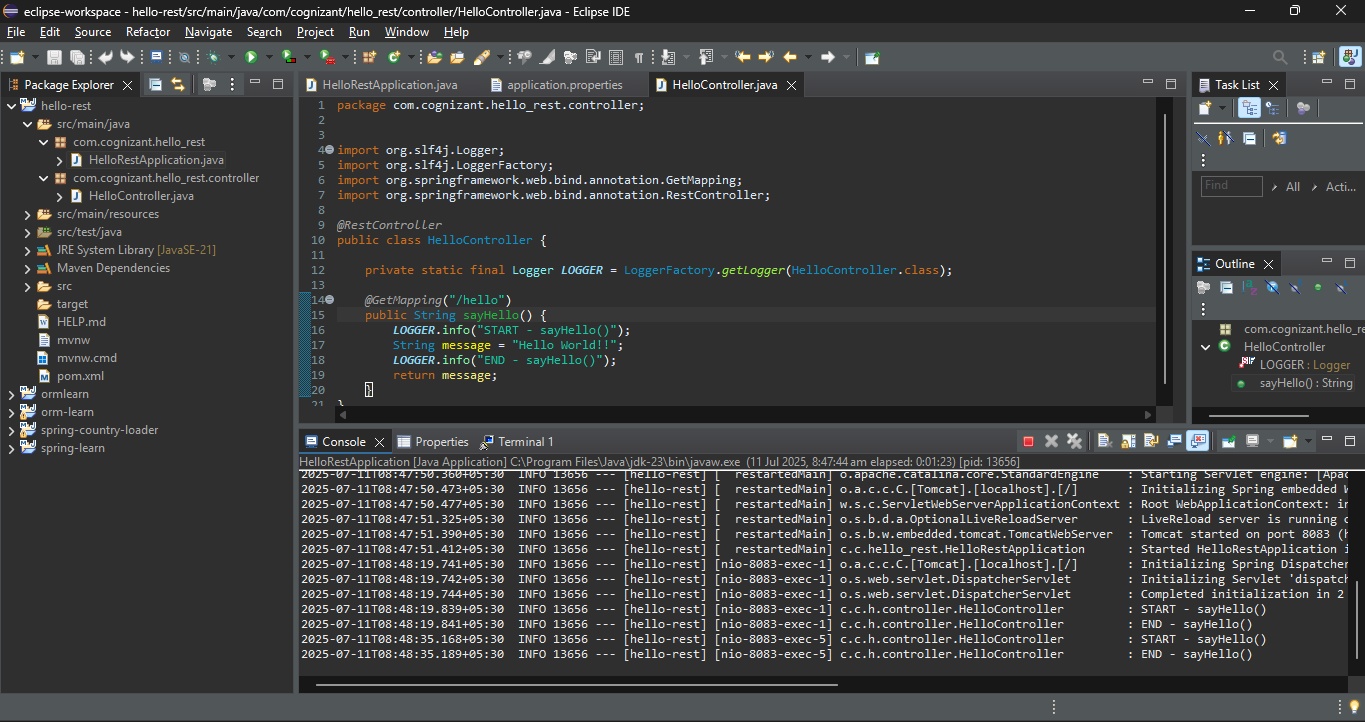 eclipse-workspace - hello-rest/src/main/java/com/cognizant/hello_rest/controller/HelloController.java - Eclipse IDE
File Edit Source Refactor Navigate Search Project Run Window Help
Package Explorer
hello-rest
src/main/java
com.cognizant.hello_rest
HelloRestApplication.java
com.cognizant.hello_rest.controller
HelloController.java
src/main/resources
src/test/java
JRE System Library [JavaSE-21]
Maven Dependencies
src
target
HELP.md
mvnw
mvnw.cmd
pom.xml
ormlearn
orm-learn
spring-country-loader
spring-learn
HelloRestApplication.java application.properties HelloController.java
1 package com.cognizant.hello_rest.controller;
2
3
4 import org.slf4j.Logger;
5 import org.slf4j.LoggerFactory;
6 import org.springframework.web.bind.annotation.GetMapping;
7 import org.springframework.web.bind.annotation.RestController;
8
9 @RestController
10 public class HelloController {
11
12 private static final Logger LOGGER = LoggerFactory.getLogger(HelloController.class);
13
14 @GetMapping("/hello")
15 public String sayHello() {
16 LOGGER.info("START - sayHello()");
17 String message = "Hello World!!";
18 LOGGER.info("END - sayHello()");
19 return message;
20 }
21 }
Task List
Find All Acti...
Outline
com.cognizant.hello_re
HelloController
LOGGER : Logger
sayHello() : String
Console Properties Terminal 1
HelloRestApplication [Java Application] C:\Program Files\Java\jdk-23\bin\javaw.exe (11 Jul 2025, 8:47:44 am elapsed: 0:01:23) [pid: 13656]
2025-07-11T08:47:50.360+05:30 INFO 13656 --- [hello-rest] [ restartedMain] o.apache.catalina.core.StandardEngine : Starting Servlet engine: [Apac
2025-07-11T08:47:50.473+05:30 INFO 13656 --- [hello-rest] [ restartedMain] o.a.c.c.C.[Tomcat].[localhost].[/] : Initializing Spring embedded W
2025-07-11T08:47:50.477+05:30 INFO 13656 --- [hello-rest] [ restartedMain] w.s.c.ServletWebServerApplicationContext : Root WebApplicationContext: in
2025-07-11T08:47:51.325+05:30 INFO 13656 --- [hello-rest] [ restartedMain] o.s.b.d.a.OptionalLiveReloadServer : LiveReload server is running o
2025-07-11T08:47:51.390+05:30 INFO 13656 --- [hello-rest] [ restartedMain] o.s.b.w.embedded.tomcat.TomcatWebServer : Tomcat started on port 8083 (h
2025-07-11T08:47:51.412+05:30 INFO 13656 --- [hello-rest] [ restartedMain] c.c.hello_rest.HelloRestApplication : Started HelloRestApplication i
2025-07-11T08:48:19.741+05:30 INFO 13656 --- [hello-rest] [nio-8083-exec-1] o.a.c.c.C.[Tomcat].[localhost].[/] : Initializing Spring Dispatcher
2025-07-11T08:48:19.742+05:30 INFO 13656 --- [hello-rest] [nio-8083-exec-1] o.s.web.servlet.DispatcherServlet : Initializing Servlet 'dispatch
2025-07-11T08:48:19.744+05:30 INFO 13656 --- [hello-rest] [nio-8083-exec-1] o.s.web.servlet.DispatcherServlet : Completed initialization in 2
2025-07-11T08:48:19.839+05:30 INFO 13656 --- [hello-rest] [nio-8083-exec-1] c.c.h.controller.HelloController : START - sayHello()
2025-07-11T08:48:19.841+05:30 INFO 13656 --- [hello-rest] [nio-8083-exec-1] c.c.h.controller.HelloController : END - sayHello()
2025-07-11T08:48:35.168+05:30 INFO 13656 --- [hello-rest] [nio-8083-exec-5] c.c.h.controller.HelloController : START - sayHello()
2025-07-11T08:48:35.189+05:30 INFO 13656 --- [hello-rest] [nio-8083-exec-5] c.c.h.controller.HelloController : END - sayHello()